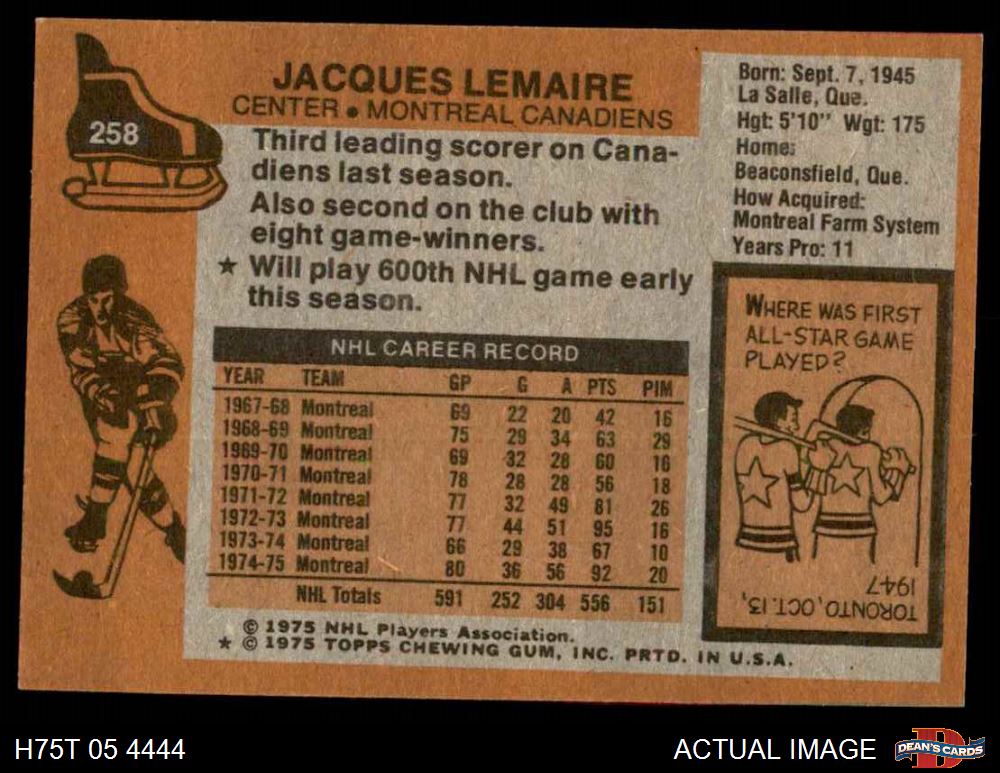 258
JACQUES LEMAIRE
CENTER • MONTREAL CANADIENS
Third leading scorer on Cana-
diens last season.
Also second on the club with
eight game-winners.
★ Will play 600th NHL game early
this season.
Born: Sept. 7, 1945
La Salle, Que.
Hgt: 5'10" Wgt: 175
Home:
Beaconsfield, Que.
How Acquired:
Montreal Farm System
Years Pro: 11
WHERE WAS FIRST
ALL-STAR GAME
PLAYED?
TORONTO, OCT. 13,
1947
NHL CAREER RECORD
YEAR TEAM GP G A PTS PIM
1967-68 Montreal 69 22 20 42 16
1968-69 Montreal 75 29 34 63 29
1969-70 Montreal 69 32 28 60 16
1970-71 Montreal 78 28 28 56 18
1971-72 Montreal 77 32 49 81 26
1972-73 Montreal 77 44 51 95 16
1973-74 Montreal 66 29 38 67 10
1974-75 Montreal 80 36 56 92 20
NHL Totals 591 252 304 556 151
© 1975 NHL Players Association.
★ © 1975 TOPPS CHEWING GUM, INC. PRTD. IN U.S.A.
H75T 05 4444
ACTUAL IMAGE
D
DEAN'S CARDS